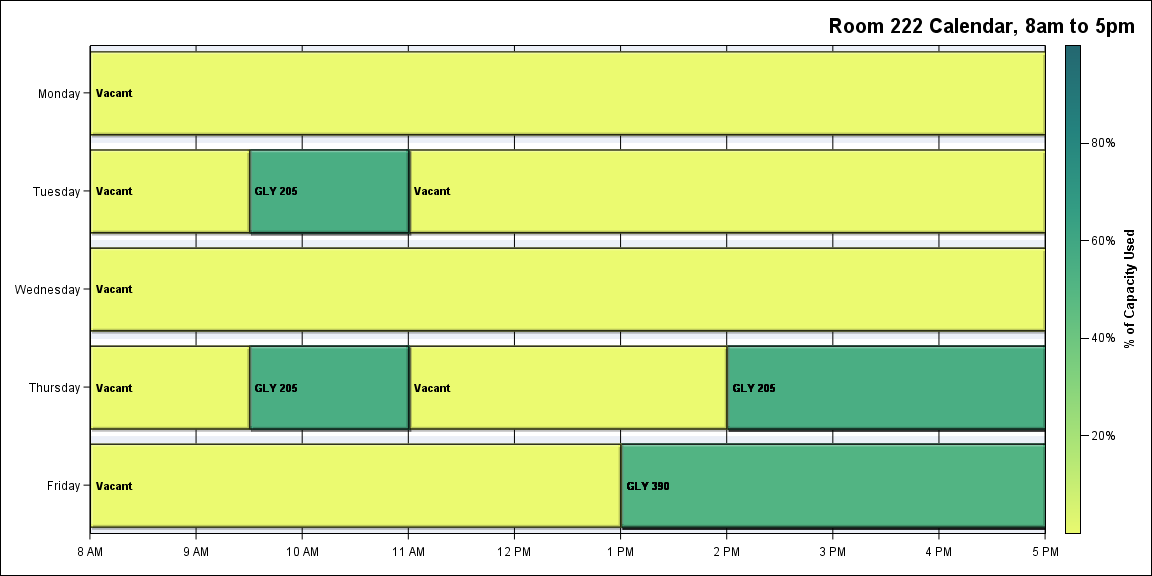 Room 222 Calendar, 8am to 5pm
Monday
Vacant
Tuesday
Vacant
GLY 205
Vacant
Wednesday
Vacant
Thursday
Vacant
GLY 205
Vacant
GLY 205
Friday
Vacant
GLY 390
8 AM
9 AM
10 AM
11 AM
12 PM
1 PM
2 PM
3 PM
4 PM
5 PM
80%
60%
40%
20%
% of Capacity Used